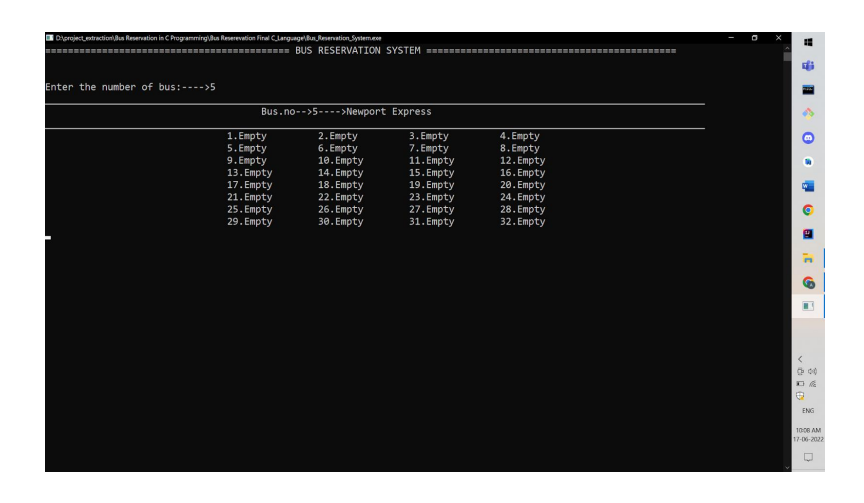 D:\project_extraction\Bus Reservation in C Programming\Bus Reserevation Final C_Language\Bus_Reservation_System.exe
=========================================== BUS RESERVATION SYSTEM ============================================
Enter the number of bus:---->5
Bus.no-->5---->Newport Express
1.Empty 2.Empty 3.Empty 4.Empty
5.Empty 6.Empty 7.Empty 8.Empty
9.Empty 10.Empty 11.Empty 12.Empty
13.Empty 14.Empty 15.Empty 16.Empty
17.Empty 18.Empty 19.Empty 20.Empty
21.Empty 22.Empty 23.Empty 24.Empty
25.Empty 26.Empty 27.Empty 28.Empty
29.Empty 30.Empty 31.Empty 32.Empty
ENG
10:08 AM
17-06-2022